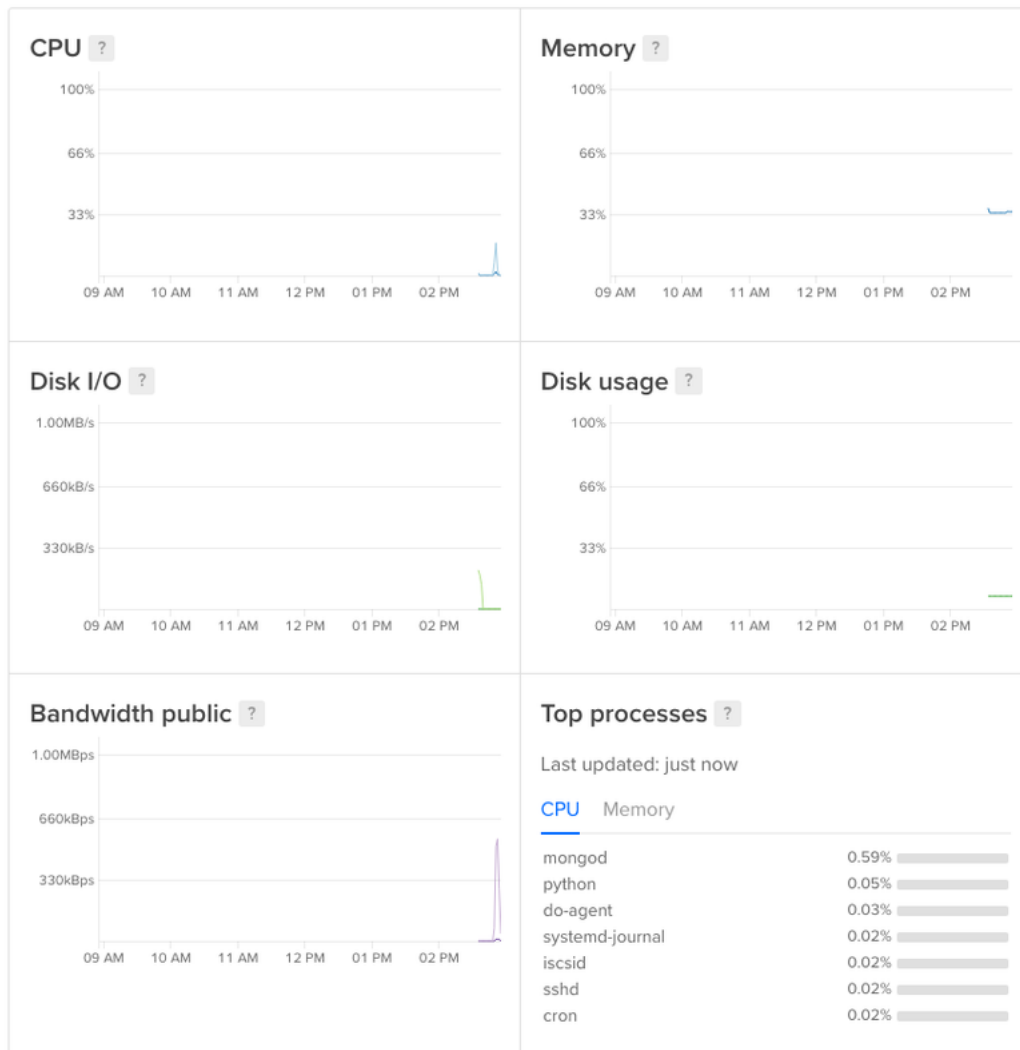 CPU ?
100%
66%
33%
09 AM 10 AM 11 AM 12 PM 01 PM 02 PM
Memory ?
100%
66%
33%
09 AM 10 AM 11 AM 12 PM 01 PM 02 PM
Disk I/O ?
1.00MB/s
660kB/s
330kB/s
09 AM 10 AM 11 AM 12 PM 01 PM 02 PM
Disk usage ?
100%
66%
33%
09 AM 10 AM 11 AM 12 PM 01 PM 02 PM
Bandwidth public ?
1.00MBps
660kBps
330kBps
09 AM 10 AM 11 AM 12 PM 01 PM 02 PM
Top processes ?
Last updated: just now
CPU Memory
mongod 0.59%
python 0.05%
do-agent 0.03%
systemd-journal 0.02%
iscsid 0.02%
sshd 0.02%
cron 0.02%